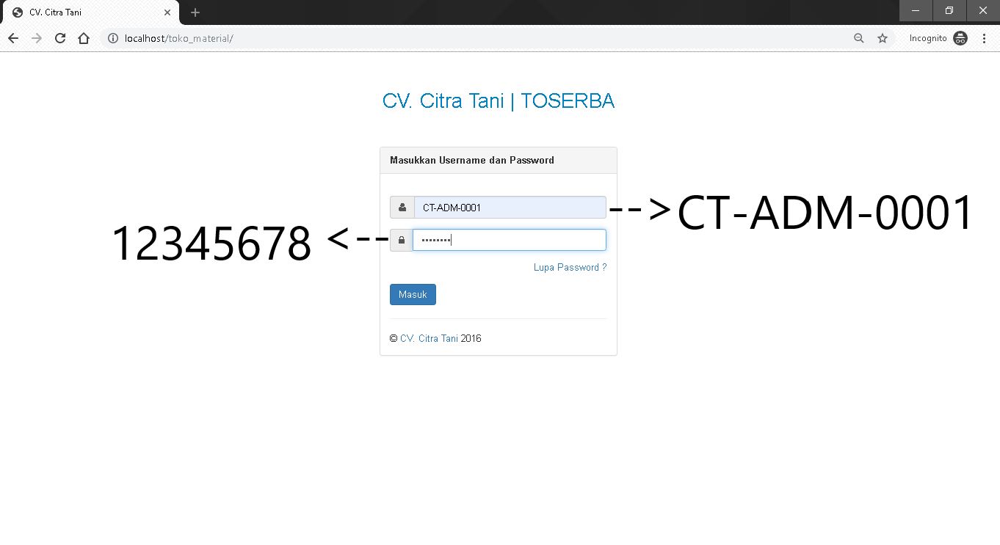 CV. Citra Tani
localhost/toko_material/
Incognito
CV. Citra Tani | TOSERBA
Masukkan Username dan Password
CT-ADM-0001
-->CT-ADM-0001
12345678 <--
••••••••
Lupa Password ?
Masuk
© CV. Citra Tani 2016